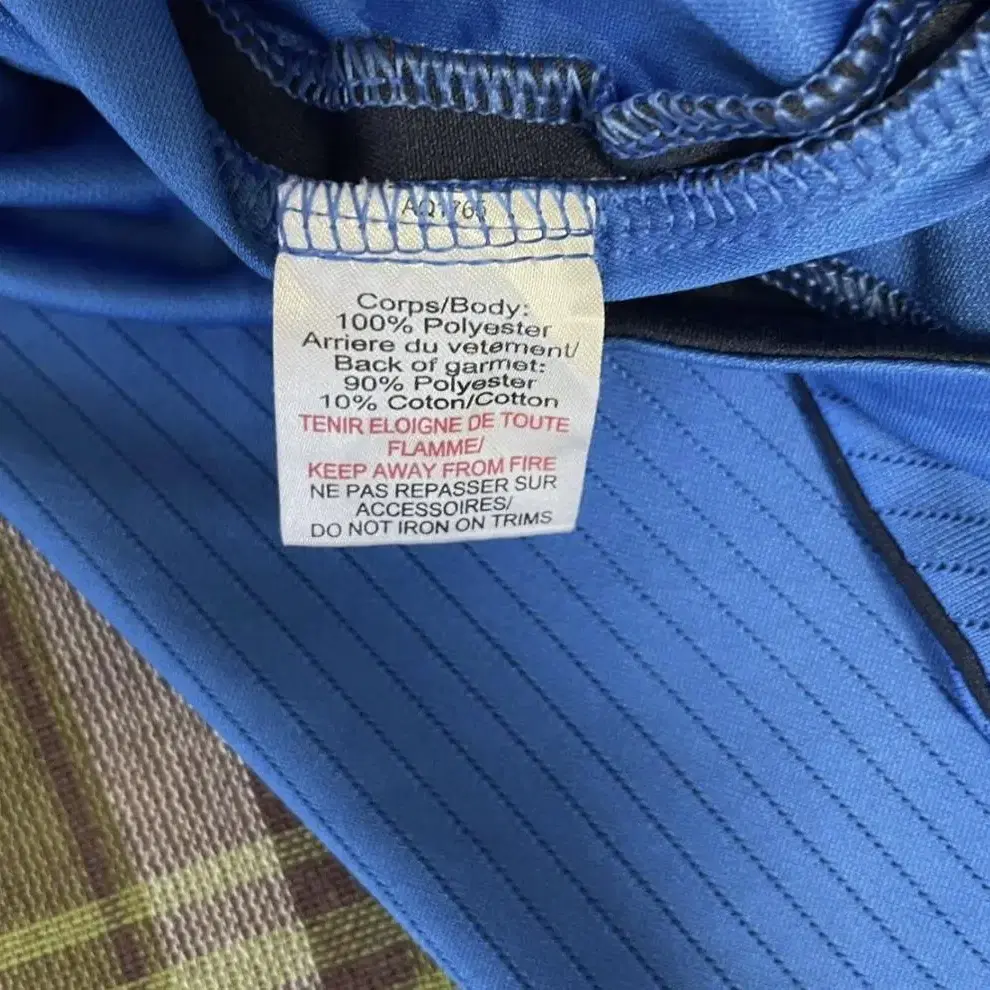 Corps/Body:
100% Polyester
Arriere du vetement/
Back of garmet:
90% Polyester
10% Coton/Cotton
TENIR ELOIGNE DE TOUTE
FLAMME/
KEEP AWAY FROM FIRE
NE PAS REPASSER SUR
ACCESSOIRES/
DO NOT IRON ON TRIMS